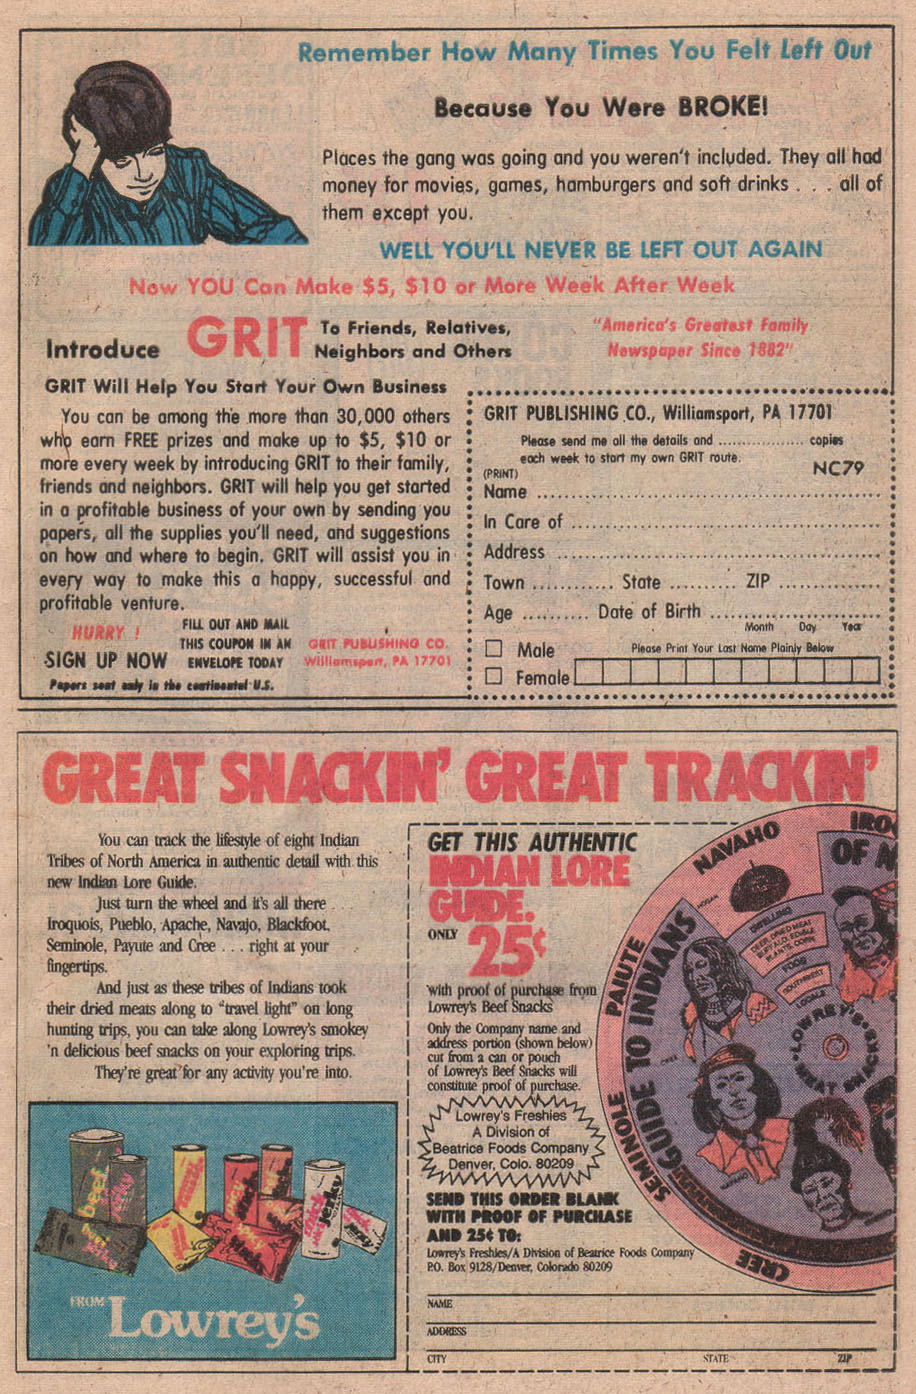 Remember How Many Times You Felt Left Out
Because You Were BROKE!
Places the gang was going and you weren't included. They all had
money for movies, games, hamburgers and soft drinks . . . all of
them except you.
WELL YOU'LL NEVER BE LEFT OUT AGAIN
Now YOU Can Make $5, $10 or More Week After Week
Introduce GRIT To Friends, Relatives,
Neighbors and Others
"America's Greatest Family
Newspaper Since 1882"
GRIT Will Help You Start Your Own Business
You can be among the more than 30,000 others
who earn FREE prizes and make up to $5, $10 or
more every week by introducing GRIT to their family,
friends and neighbors. GRIT will help you get started
in a profitable business of your own by sending you
papers, all the supplies you'll need, and suggestions
on how and where to begin. GRIT will assist you in
every way to make this a happy, successful and
profitable venture.
HURRY !
SIGN UP NOW
FILL OUT AND MAIL
THIS COUPON IN AN
ENVELOPE TODAY
GRIT PUBLISHING CO.
Williamsport, PA 17701
Papers sent only in the continental U.S.
GRIT PUBLISHING CO., Williamsport, PA 17701
Please send me all the details and .................. copies
each week to start my own GRIT route.
NC79
(PRINT)
Name
In Care of
Address
Town ............ State .......... ZIP
Age .......... Date of Birth
Month Day Year
Male
Please Print Your Last Name Plainly Below
Female
GREAT SNACKIN' GREAT TRACKIN'
You can track the lifestyle of eight Indian
Tribes of North America in authentic detail with this
new Indian Lore Guide.
Just turn the wheel and it's all there . . .
Iroquois, Pueblo, Apache, Navajo, Blackfoot,
Seminole, Payute and Cree . . . right at your
fingertips.
And just as these tribes of Indians took
their dried meats along to "travel light" on long
hunting trips, you can take along Lowrey's smokey
'n delicious beef snacks on your exploring trips.
They're great for any activity you're into.
beef jerky
FROM Lowrey's
GET THIS AUTHENTIC
INDIAN LORE
GUIDE.
ONLY 25¢
with proof of purchase from
Lowrey's Beef Snacks
Only the Company name and
address portion (shown below)
cut from a can or pouch
of Lowrey's Beef Snacks will
constitute proof of purchase.
Lowrey's Freshies
A Division of
Beatrice Foods Company
Denver, Colo. 80209
SEND THIS ORDER BLANK
WITH PROOF OF PURCHASE
AND 25¢ TO:
Lowrey's Freshies/A Division of Beatrice Foods Company
P.O. Box 9128/Denver, Colorado 80209
NAME
ADDRESS
CITY STATE ZIP
NAVAHO
IROQ
PAIUTE
SEMINOLE
CREE
GUIDE TO INDIANS
OF N
HOGAN
DWELLING
DEER, DRIED MEAT
BUFFALO, EDIBLE
PLANTS, CORN
FOOD
SOUTHWEST
LOCALE
LOWREY'S
MEAT SNACKS